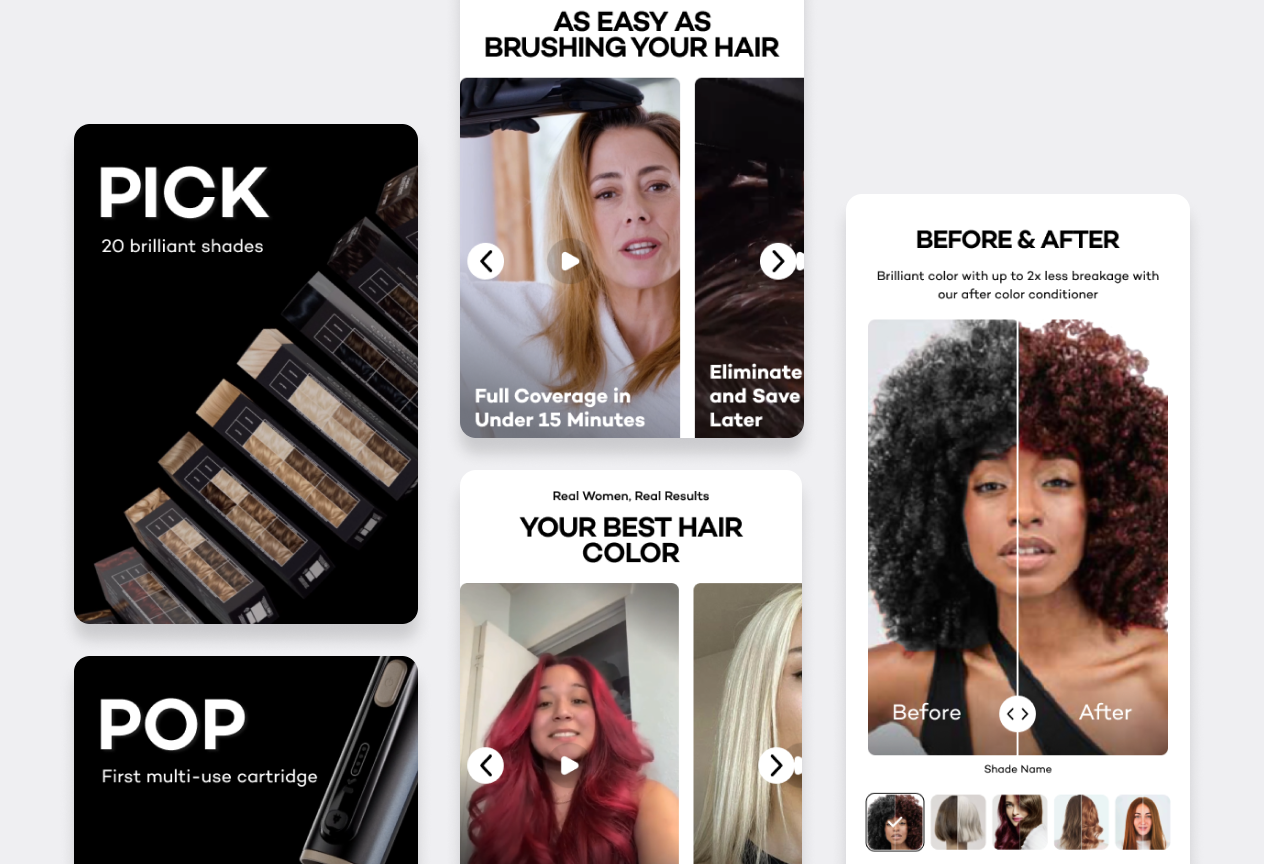 PICK
20 brilliant shades
POP
First multi-use cartridge
AS EASY AS
BRUSHING YOUR HAIR
Full Coverage in
Under 15 Minutes
Eliminate
and Save
Later
Real Women, Real Results
YOUR BEST HAIR
COLOR
BEFORE & AFTER
Brilliant color with up to 2x less breakage with
our after color conditioner
Before
After
Shade Name